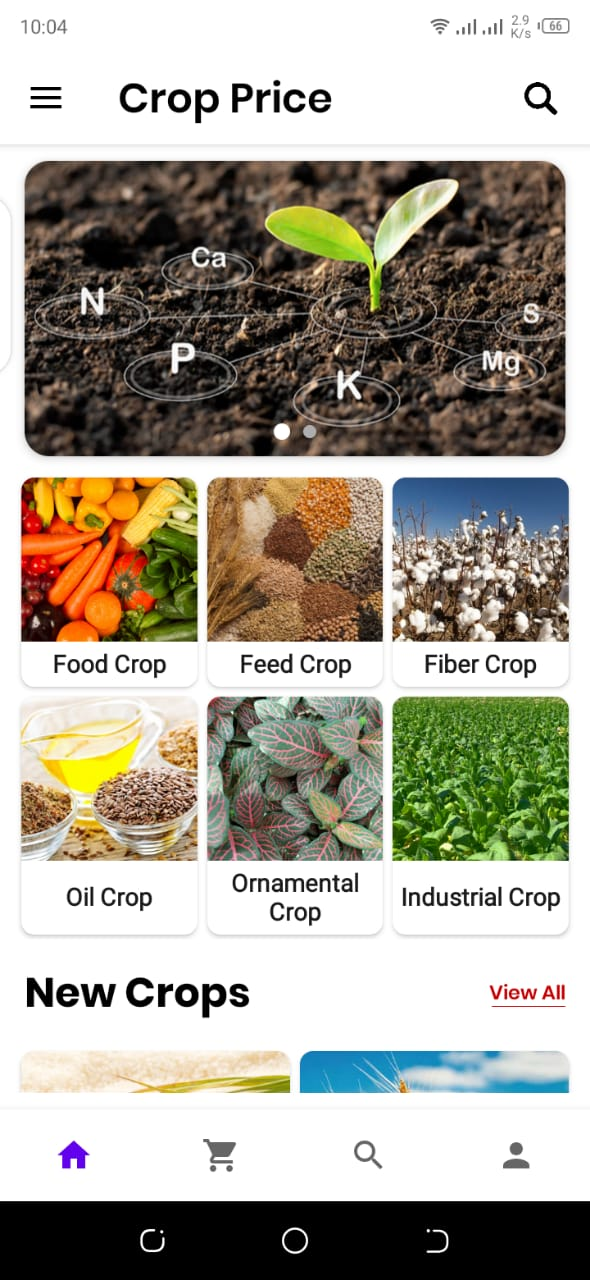 10:04
2.9
K/s
66
Crop Price
Ca
N
S
P
Mg
K
Food Crop
Feed Crop
Fiber Crop
Oil Crop
Ornamental
Crop
Industrial Crop
New Crops
View All